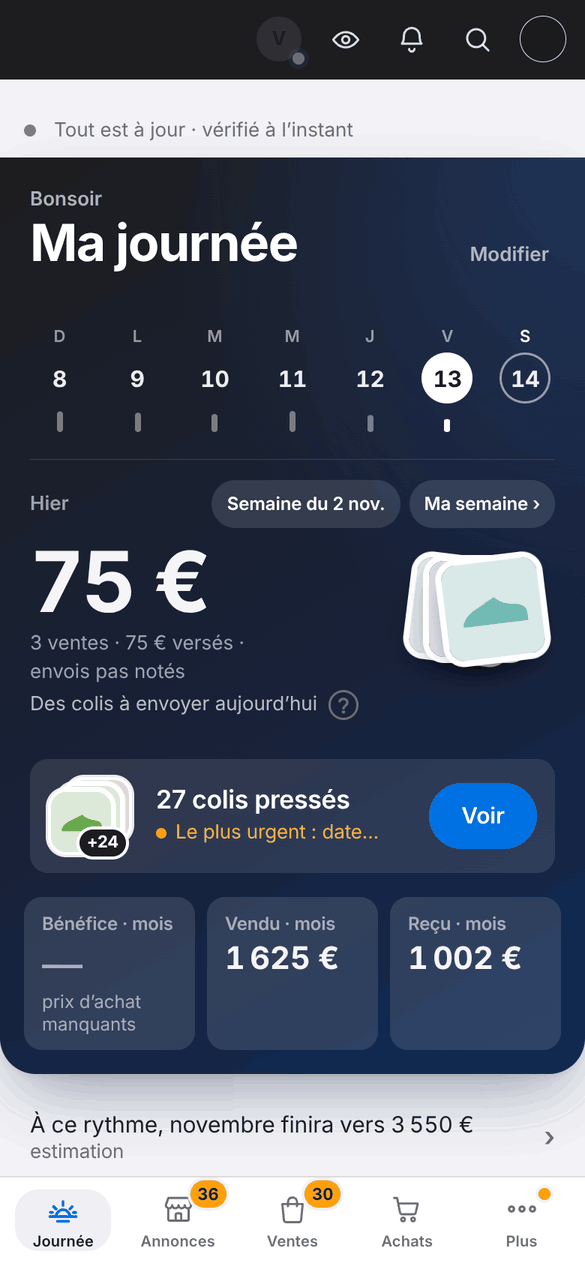 V
Tout est à jour · vérifié à l’instant
Bonsoir
Ma journée
Modifier
D L M M J V S
8 9 10 11 12 13 14
Hier
Semaine du 2 nov.
Ma semaine ›
75 €
3 ventes · 75 € versés ·
envois pas notés
Des colis à envoyer aujourd’hui ?
27 colis pressés
+24
Le plus urgent : date…
Voir
Bénéfice · mois
—
prix d’achat
manquants
Vendu · mois
1 625 €
Reçu · mois
1 002 €
À ce rythme, novembre finira vers 3 550 €
estimation
36
30
Journée
Annonces
Ventes
Achats
Plus